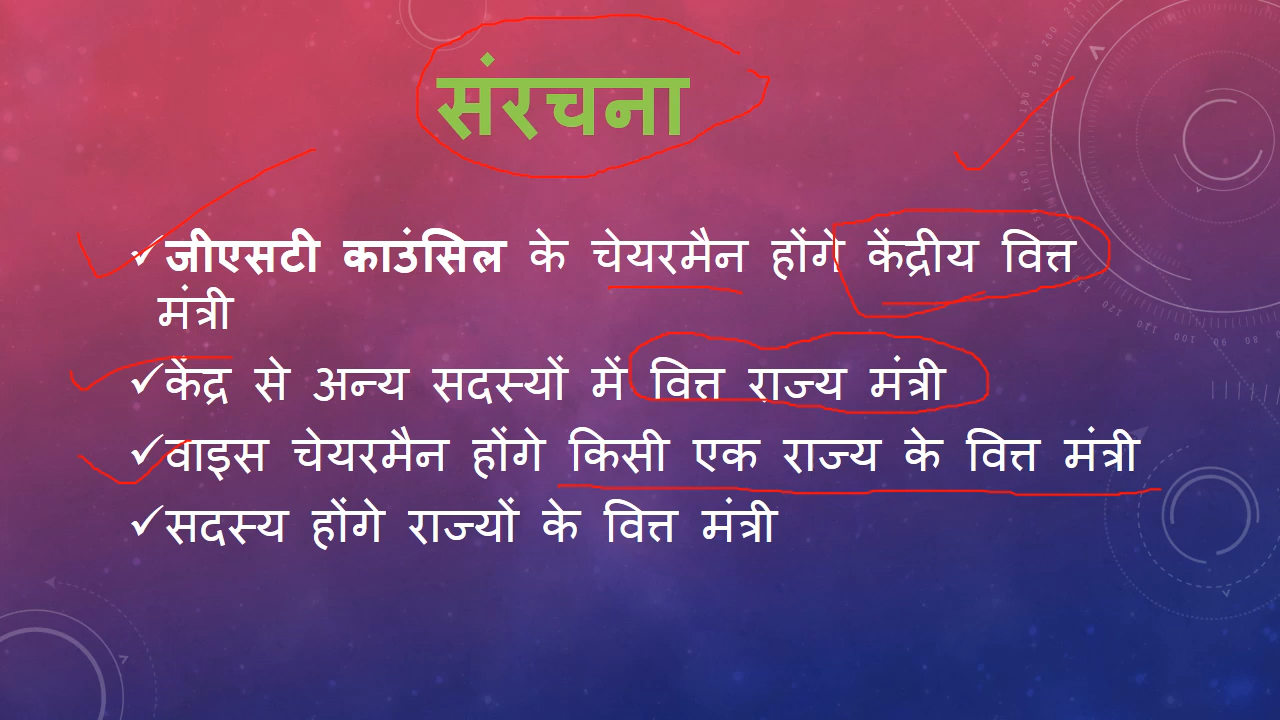 संरचना
जीएसटी काउंसिल के चेयरमैन होंगे केंद्रीय वित्त
मंत्री
केंद्र से अन्य सदस्यों में वित्त राज्य मंत्री
वाइस चेयरमैन होंगे किसी एक राज्य के वित्त मंत्री
सदस्य होंगे राज्यों के वित्त मंत्री